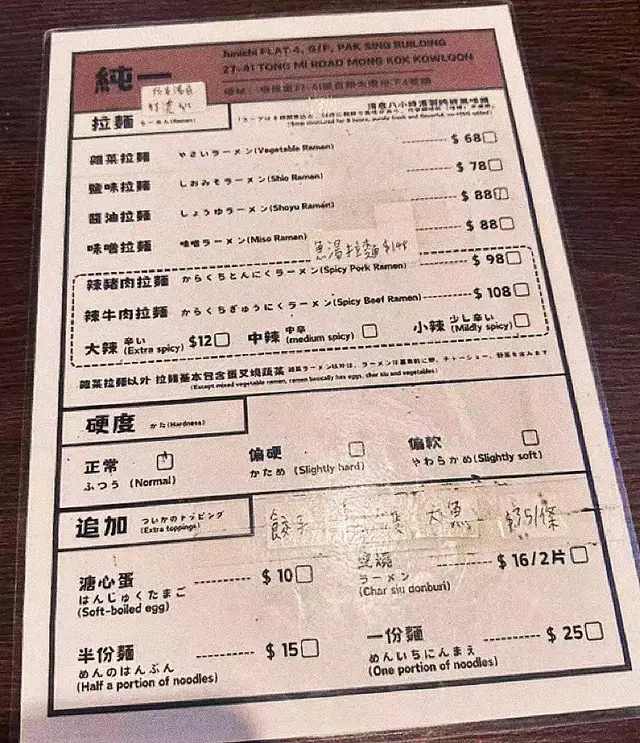 純一
Junichi FLAT-4, G/F, PAK SING BUILDING
27-41 TONG MI ROAD MONG KOK KOWLOON
拉麵 らーめん(Ramen)
雜菜拉麵 やさいラーメン(Vegetable Ramen) $ 68
鹽味拉麵 しおみそラーメン(Shio Ramen) $ 78
醬油拉麵 しょうゆラーメン(Shoyu Ramen) $ 88
味噌拉麵 味噌ラーメン(Miso Ramen) $ 88
魚湯拉麵
辣豬肉拉麵 からくちとんにくラーメン(Spicy Pork Ramen) $ 98
辣牛肉拉麵 からくちぎゅうにくラーメン(Spicy Beef Ramen) $ 108
大辣 辛い (Extra spicy) $12 中辣 中辛 (medium spicy) 小辣 少し辛い (Mildly spicy)
雜菜拉麵以外 拉麵基本包含蛋叉燒蔬菜
(Except mixed vegetable ramen, ramen basically has eggs, char siu and vegetables)
硬度 かた(Hardness)
正常 ふつう (Normal) 偏硬 かため (Slightly hard) 偏軟 やわらかめ(Slightly soft)
追加 ついかのトッピング (Extra toppings)
餃子
溏心蛋 $ 10 叉燒 $ 16/2片
はんじゅくたまご ラーメン
(Soft-boiled egg) (Char siu donburi)
半份麵 $ 15 一份麵 $ 25
めんのはんぶん めんいちにんまえ
(Half a portion of noodles) (One portion of noodles)